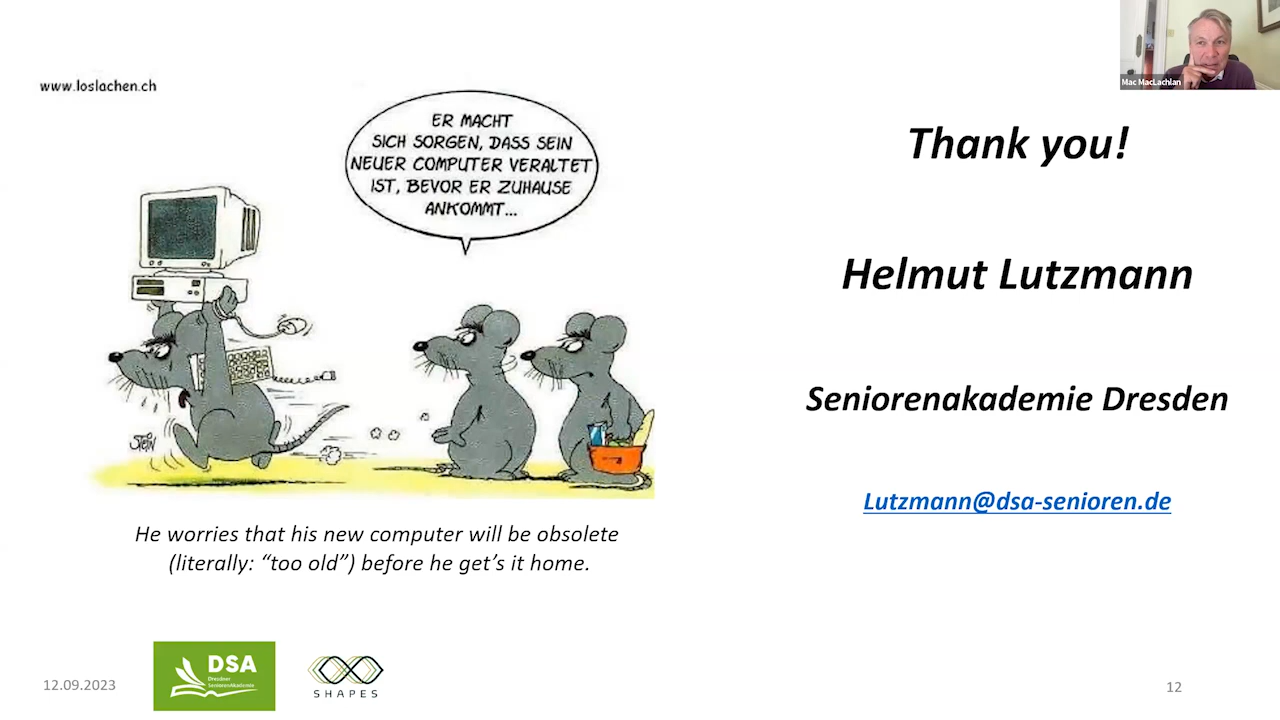 www.loslachen.ch
ER MACHT
SICH SORGEN, DASS SEIN
NEUER COMPUTER VERALTET
IST, BEVOR ER ZUHAUSE
ANKOMMT...
Stein
He worries that his new computer will be obsolete
(literally: “too old”) before he get’s it home.
Mac MacLachlan
Thank you!
Helmut Lutzmann
Seniorenakademie Dresden
Lutzmann@dsa-senioren.de
12.09.2023
DSA
Dresdner
SeniorenAkademie
SHAPES
12